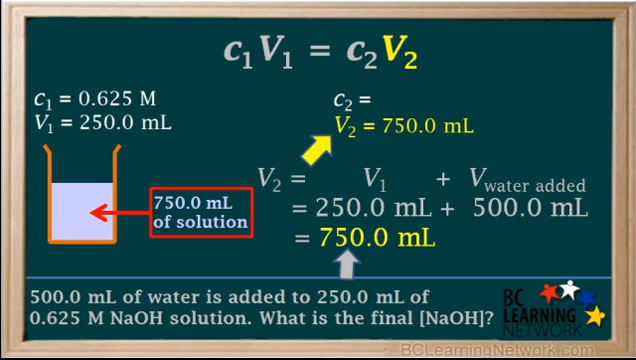 c₁V₁ = c₂V₂
c₁ = 0.625 M
V₁ = 250.0 mL
c₂ =
V₂ = 750.0 mL
V₂ = V₁ + Vwater added
= 250.0 mL + 500.0 mL
= 750.0 mL
750.0 mL
of solution
500.0 mL of water is added to 250.0 mL of
0.625 M NaOH solution. What is the final [NaOH]?
BC
LEARNING
NETWORK
BCLearningNetwork.com